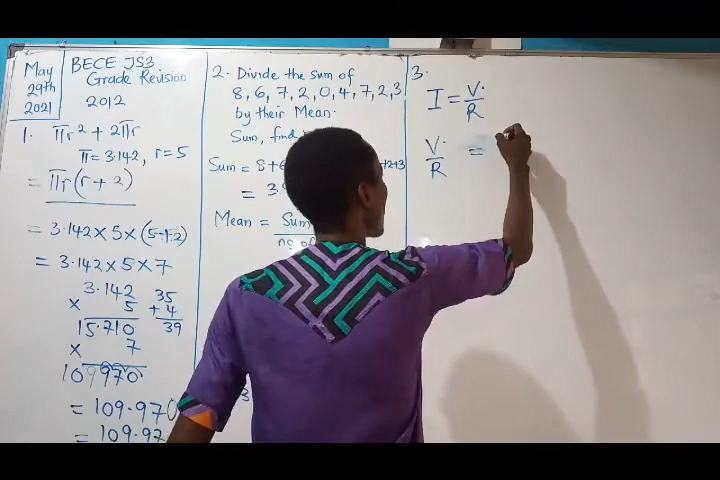 May
29th
2021
BECE JS3
Grade Revision
2012
1. πr² + 2πr
π = 3.142, r = 5
= πr(r + 2)
= 3.142 × 5 × (5 + 2)
= 3.142 × 5 × 7
3.142
× 5
15.710
× 7
109970
35
+ 4
39
= 109.970
= 109.97
2. Divide the sum of
8, 6, 7, 2, 0, 4, 7, 2, 3
by their Mean.
Sum, find
Sum = 8 + 6 +2+3
= 3
Mean = Sum
no of
3.
I = V/R
V/R =